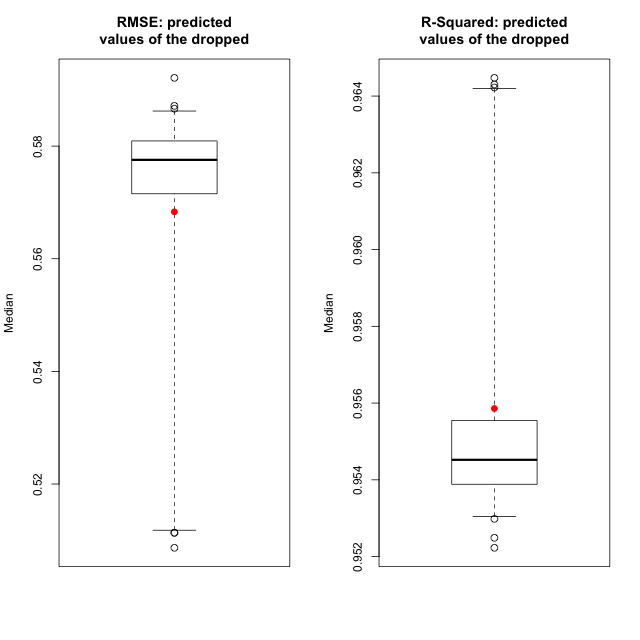 RMSE: predicted
values of the dropped
Median
0.58
0.56
0.54
0.52
R-Squared: predicted
values of the dropped
Median
0.964
0.962
0.960
0.958
0.956
0.954
0.952